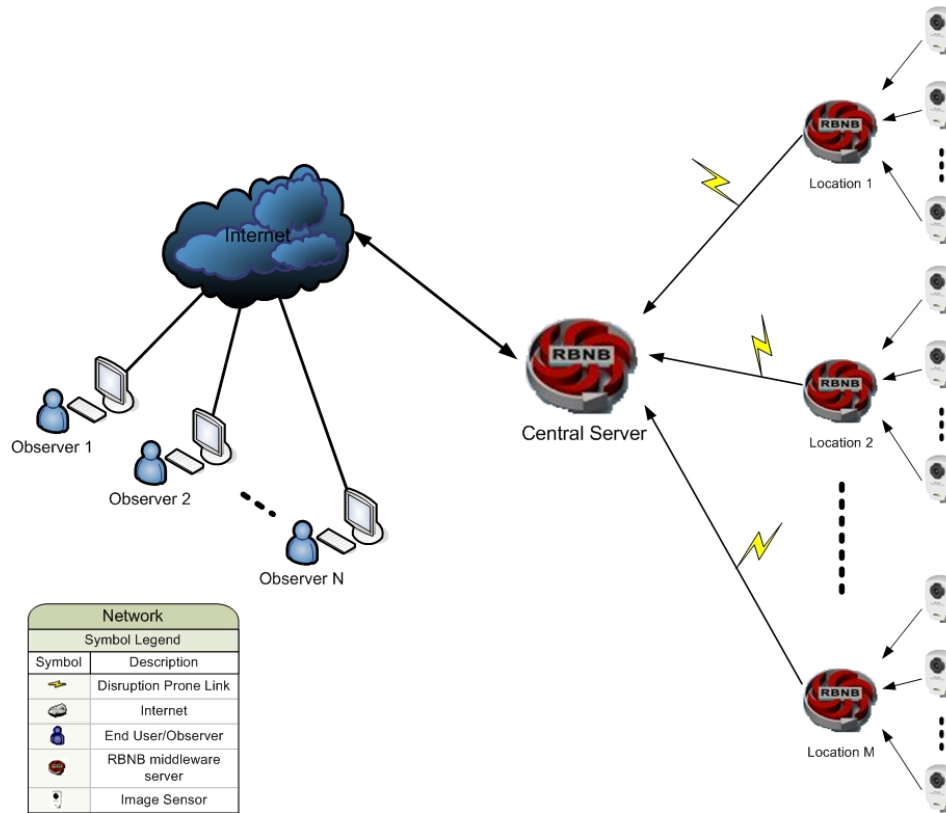 RBNB
Location 1
Internet
RBNB
Central Server
RBNB
Location 2
Observer 1
Observer 2
Observer N
RBNB
Location M
Network
Symbol Legend
Symbol Description
Disruption Prone Link
Internet
End User/Observer
RBNB middleware
server
Image Sensor